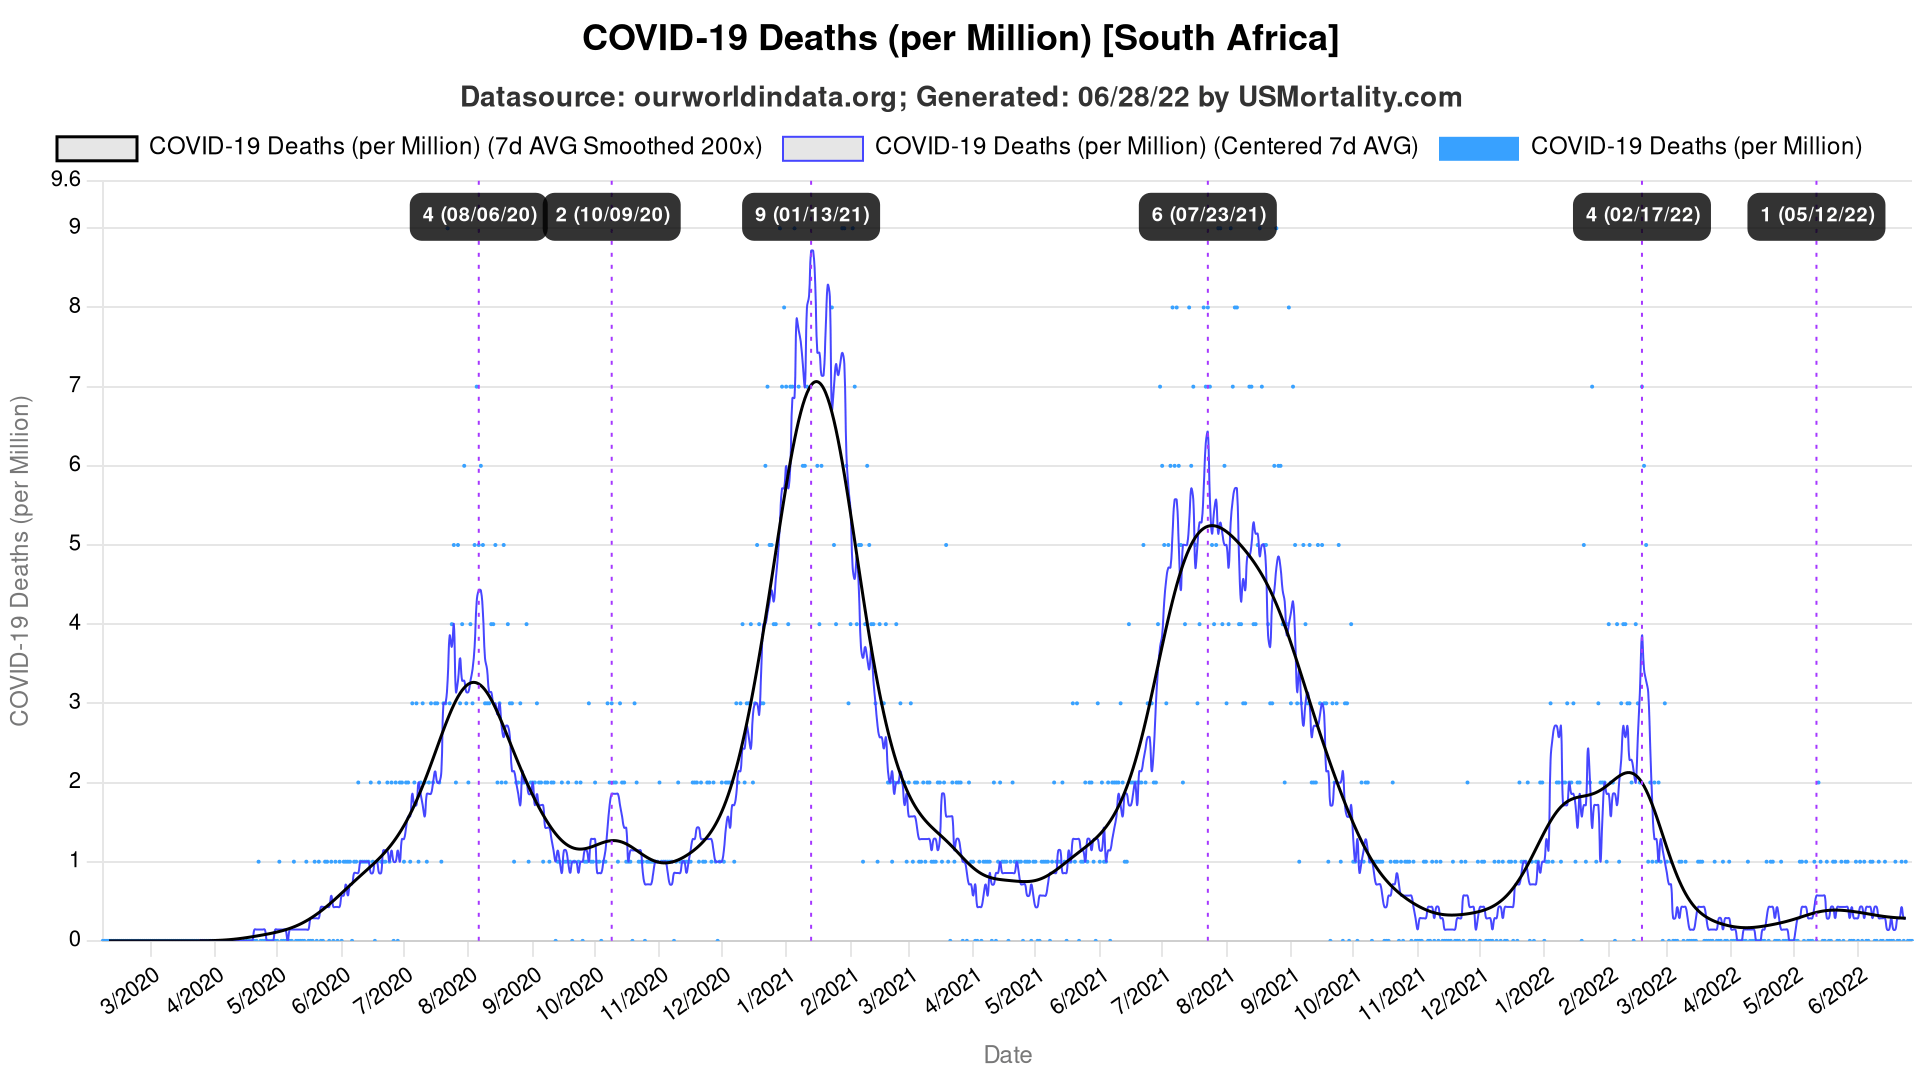 COVID-19 Deaths (per Million) [South Africa]
Datasource: ourworldindata.org; Generated: 06/28/22 by USMortality.com
COVID-19 Deaths (per Million) (7d AVG Smoothed 200x) COVID-19 Deaths (per Million) (Centered 7d AVG) COVID-19 Deaths (per Million)
9.6
4 (08/06/20) 2 (10/09/20) 9 (01/13/21) 6 (07/23/21) 4 (02/17/22) 1 (05/12/22)
9
8
7
6
5
4
3
2
1
0
COVID-19 Deaths (per Million)
3/2020 4/2020 5/2020 6/2020 7/2020 8/2020 9/2020 10/2020 11/2020 12/2020 1/2021 2/2021 3/2021 4/2021 5/2021 6/2021 7/2021 8/2021 9/2021 10/2021 11/2021 12/2021 1/2022 2/2022 3/2022 4/2022 5/2022 6/2022
Date